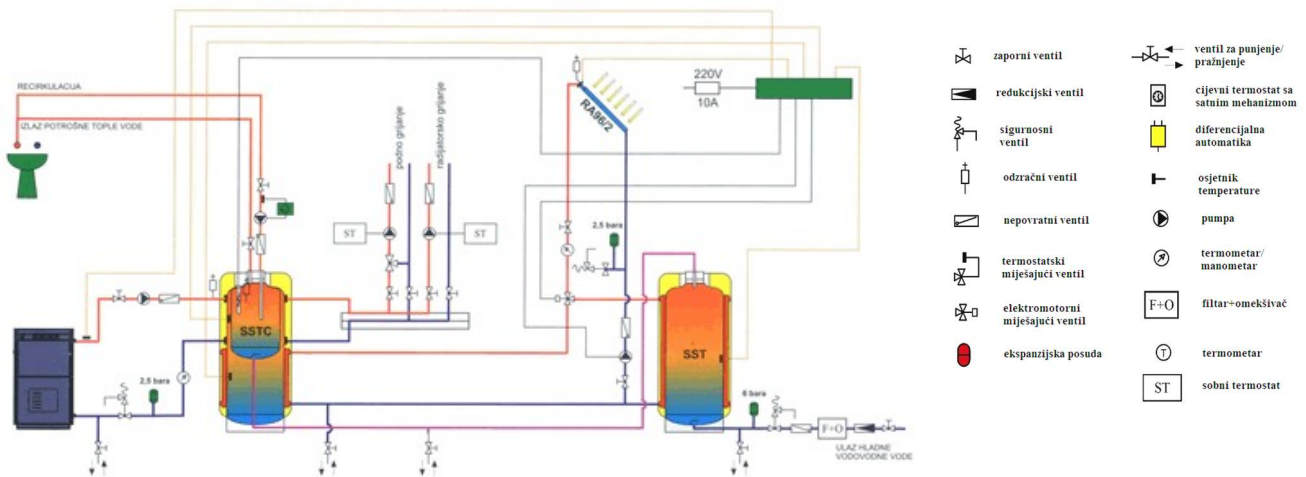 RECIRKULACIJA
IZLAZ POTROŠNE TOPLE VODE
podno grijanje
radijatorsko grijanje
RA96/2
220V
10A
ST
ST
2,5 bara
SSTC
SST
2,5 bara
6 bara
F+O
ULAZ HLADNE
VODOVODNE VODE
zaporni ventil
redukcijski ventil
sigurnosni
ventil
odzračni ventil
nepovratni ventil
termostatski
miješajući ventil
elektromotorni
miješajući ventil
ekspanzijska posuda
ventil za punjenje/
pražnjenje
cijevni termostat sa
satnim mehanizmom
diferencijalna
automatika
osjetnik
temperature
pumpa
termometar/
manometar
F+O
filtar+omekšivač
T
termometar
ST
sobni termostat